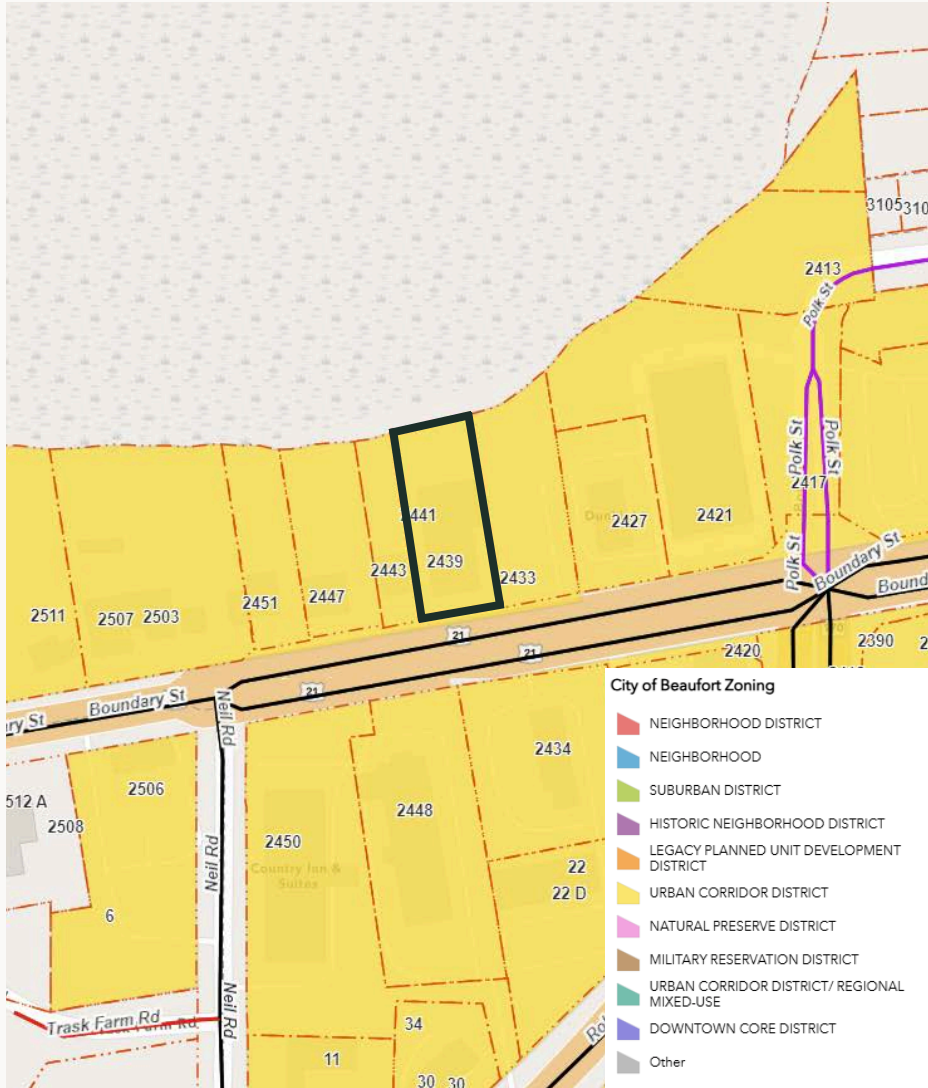 3105
310
2413
Polk St
Polk St
Polk St
2417
Polk St
Boundary St
Bound
2441
2439
2443
2433
2427
2421
2511
2507
2503
2451
2447
21
21
21
2420
2390
2
ary St
Boundary St
Neil Rd
2434
2506
512 A
2508
2448
2450
Country Inn &
Suites
Neil Rd
22
22 D
6
Neil Rd
Trask Farm Rd
34
11
30
30
City of Beaufort Zoning
NEIGHBORHOOD DISTRICT
NEIGHBORHOOD
SUBURBAN DISTRICT
HISTORIC NEIGHBORHOOD DISTRICT
LEGACY PLANNED UNIT DEVELOPMENT
DISTRICT
URBAN CORRIDOR DISTRICT
NATURAL PRESERVE DISTRICT
MILITARY RESERVATION DISTRICT
URBAN CORRIDOR DISTRICT/ REGIONAL
MIXED-USE
DOWNTOWN CORE DISTRICT
Other